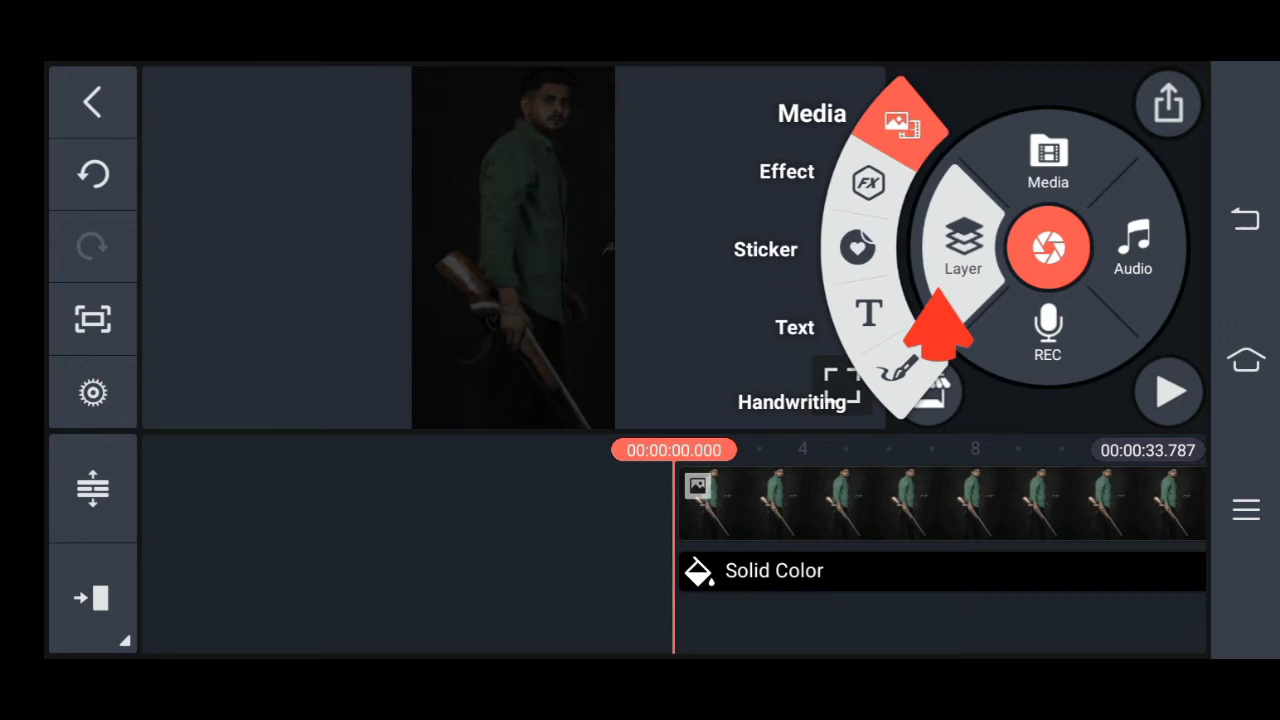 Media
Effect
Sticker
Text
Handwriting
FX
T
Media
Layer
Audio
REC
00:00:00.000
4
8
00:00:33.787
Solid Color